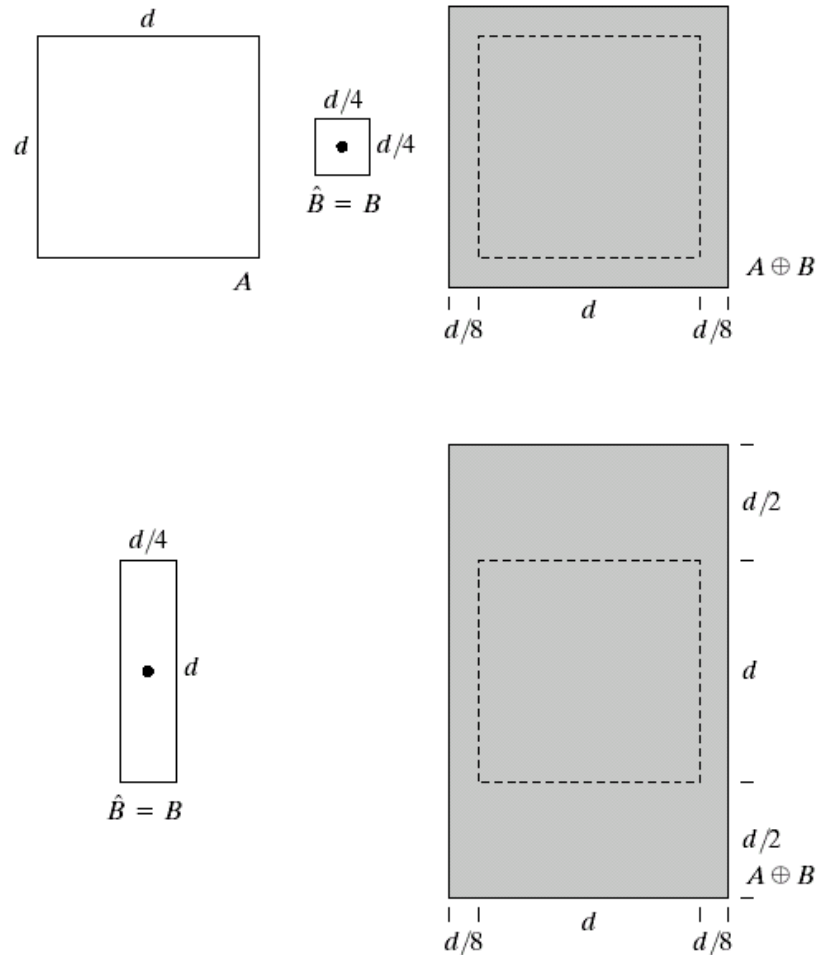 d
d
A
d/4
d/4
B̂ = B
A ⊕ B
d
d/8
d/8
d/4
d
B̂ = B
d/2
d
d/2
A ⊕ B
d
d/8
d/8